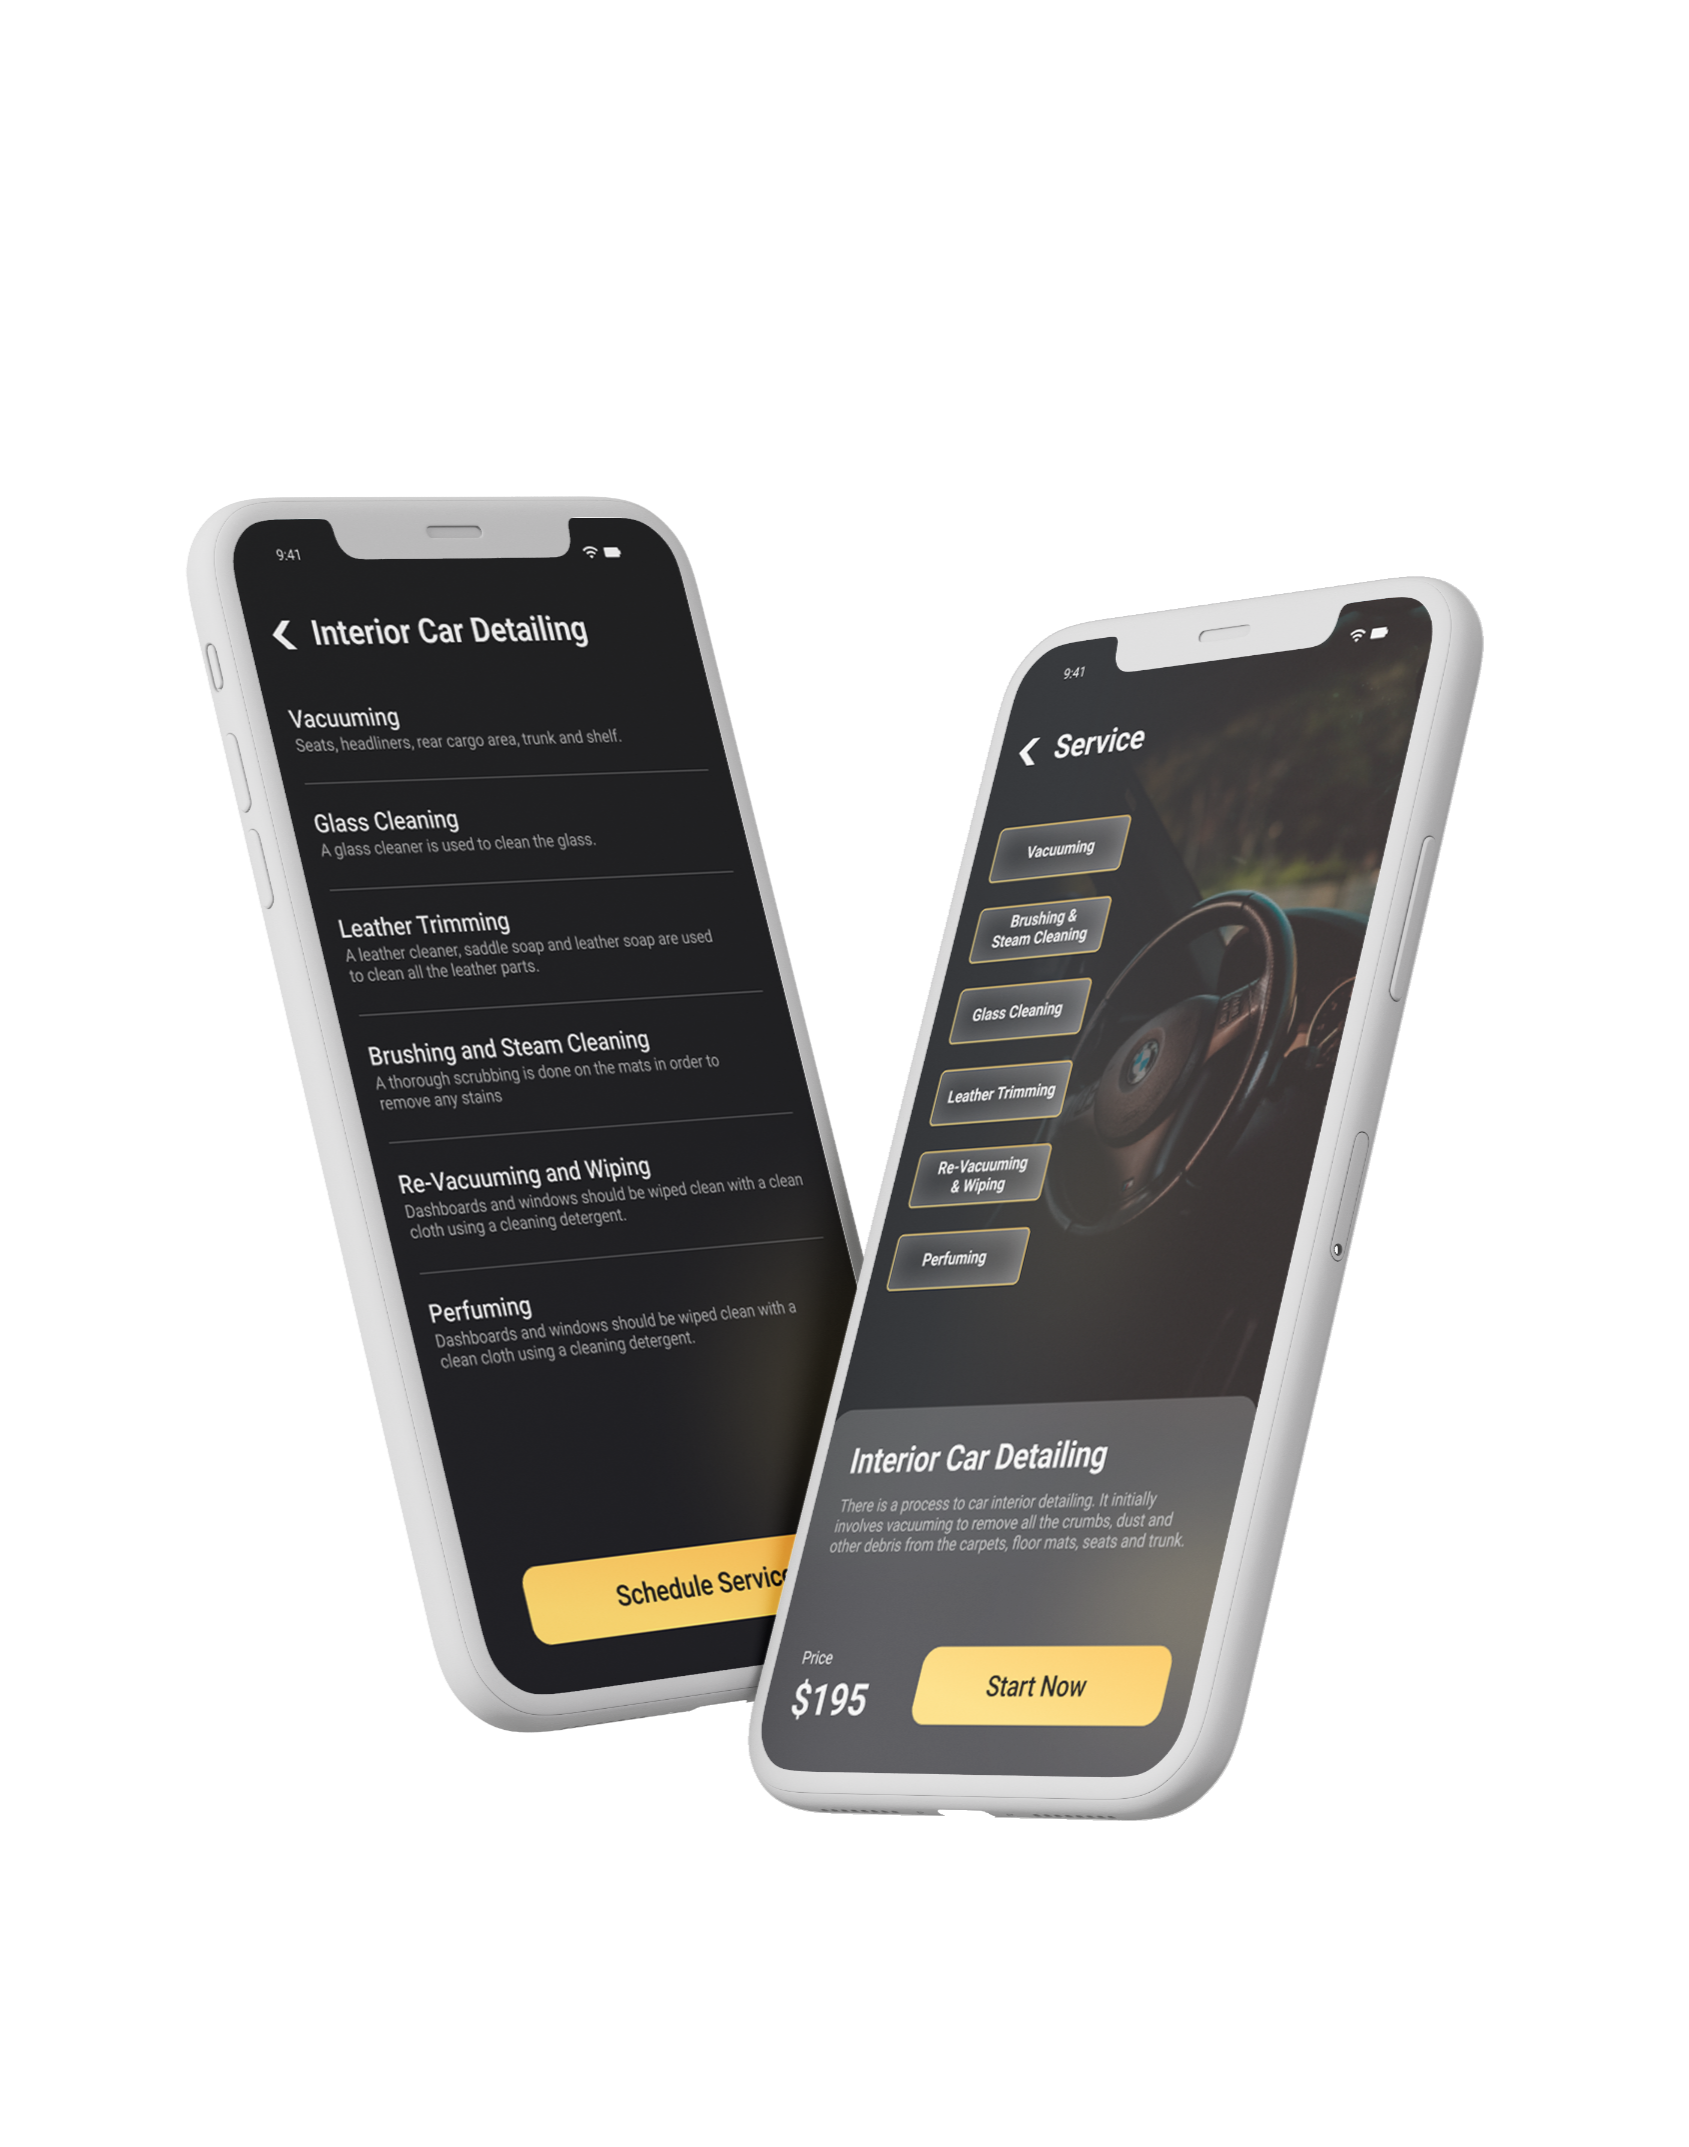 9:41
Interior Car Detailing
Vacuuming
Seats, headliners, rear cargo area, trunk and shelf.
Glass Cleaning
A glass cleaner is used to clean the glass.
Leather Trimming
A leather cleaner, saddle soap and leather soap are used
to clean all the leather parts.
Brushing and Steam Cleaning
A thorough scrubbing is done on the mats in order to
remove any stains
Re-Vacuuming and Wiping
Dashboards and windows should be wiped clean with a clean
cloth using a cleaning detergent.
Perfuming
Dashboards and windows should be wiped clean with a
clean cloth using a cleaning detergent.
Schedule Service
9:41
Service
Vacuuming
Brushing &
Steam Cleaning
Glass Cleaning
Leather Trimming
Re-Vacuuming
& Wiping
Perfuming
Interior Car Detailing
There is a process to car interior detailing. It initially
involves vacuuming to remove all the crumbs, dust and
other debris from the carpets, floor mats, seats and trunk.
Price
$195
Start Now